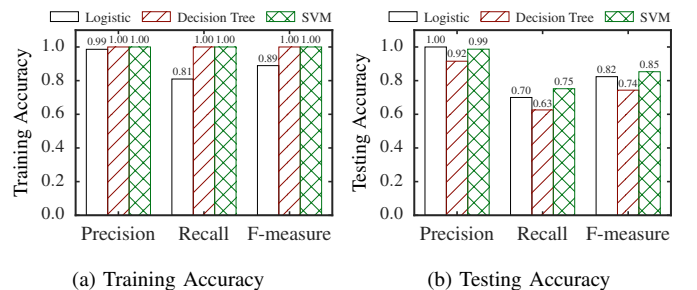 Logistic Decision Tree SVM
0.99 1.00 1.00 0.81 1.00 1.00 0.89 1.00 1.00
Training Accuracy
1.0
0.8
0.6
0.4
0.2
0.0
Precision Recall F-measure
(a) Training Accuracy
Logistic Decision Tree SVM
1.00 0.92 0.99 0.70 0.63 0.75 0.82 0.74 0.85
Testing Accuracy
1.0
0.8
0.6
0.4
0.2
0.0
Precision Recall F-measure
(b) Testing Accuracy